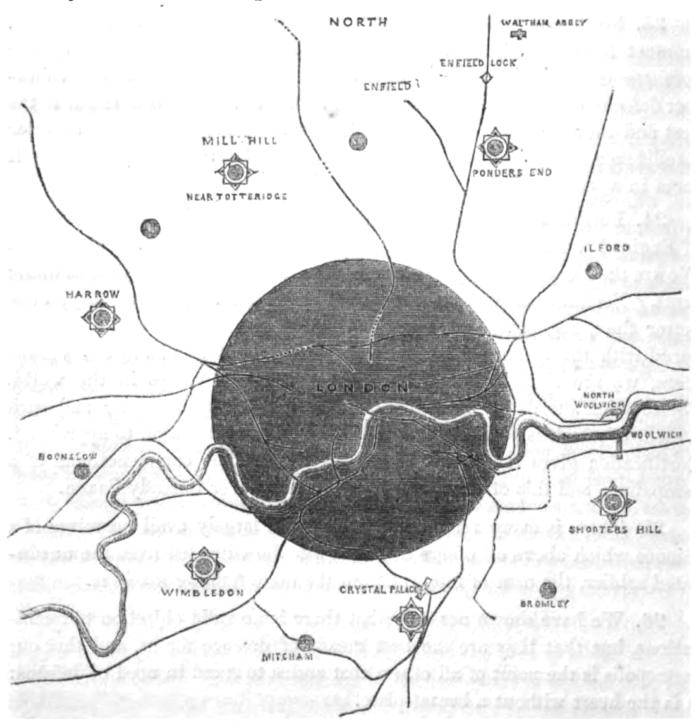 NORTH
WALTHAM ABBEY
ENFIELD LOCK
ENFIELD
MILL HILL
PONDERS END
NEAR TOTTERIDGE
ILFORD
HARROW
LONDON
NORTH
WOOLWICH
WOOLWICH
HOONSLOW
SHOOTERS HILL
WIMBLEDON
CRYSTAL PALACE
BROMLEY
MITCHAM